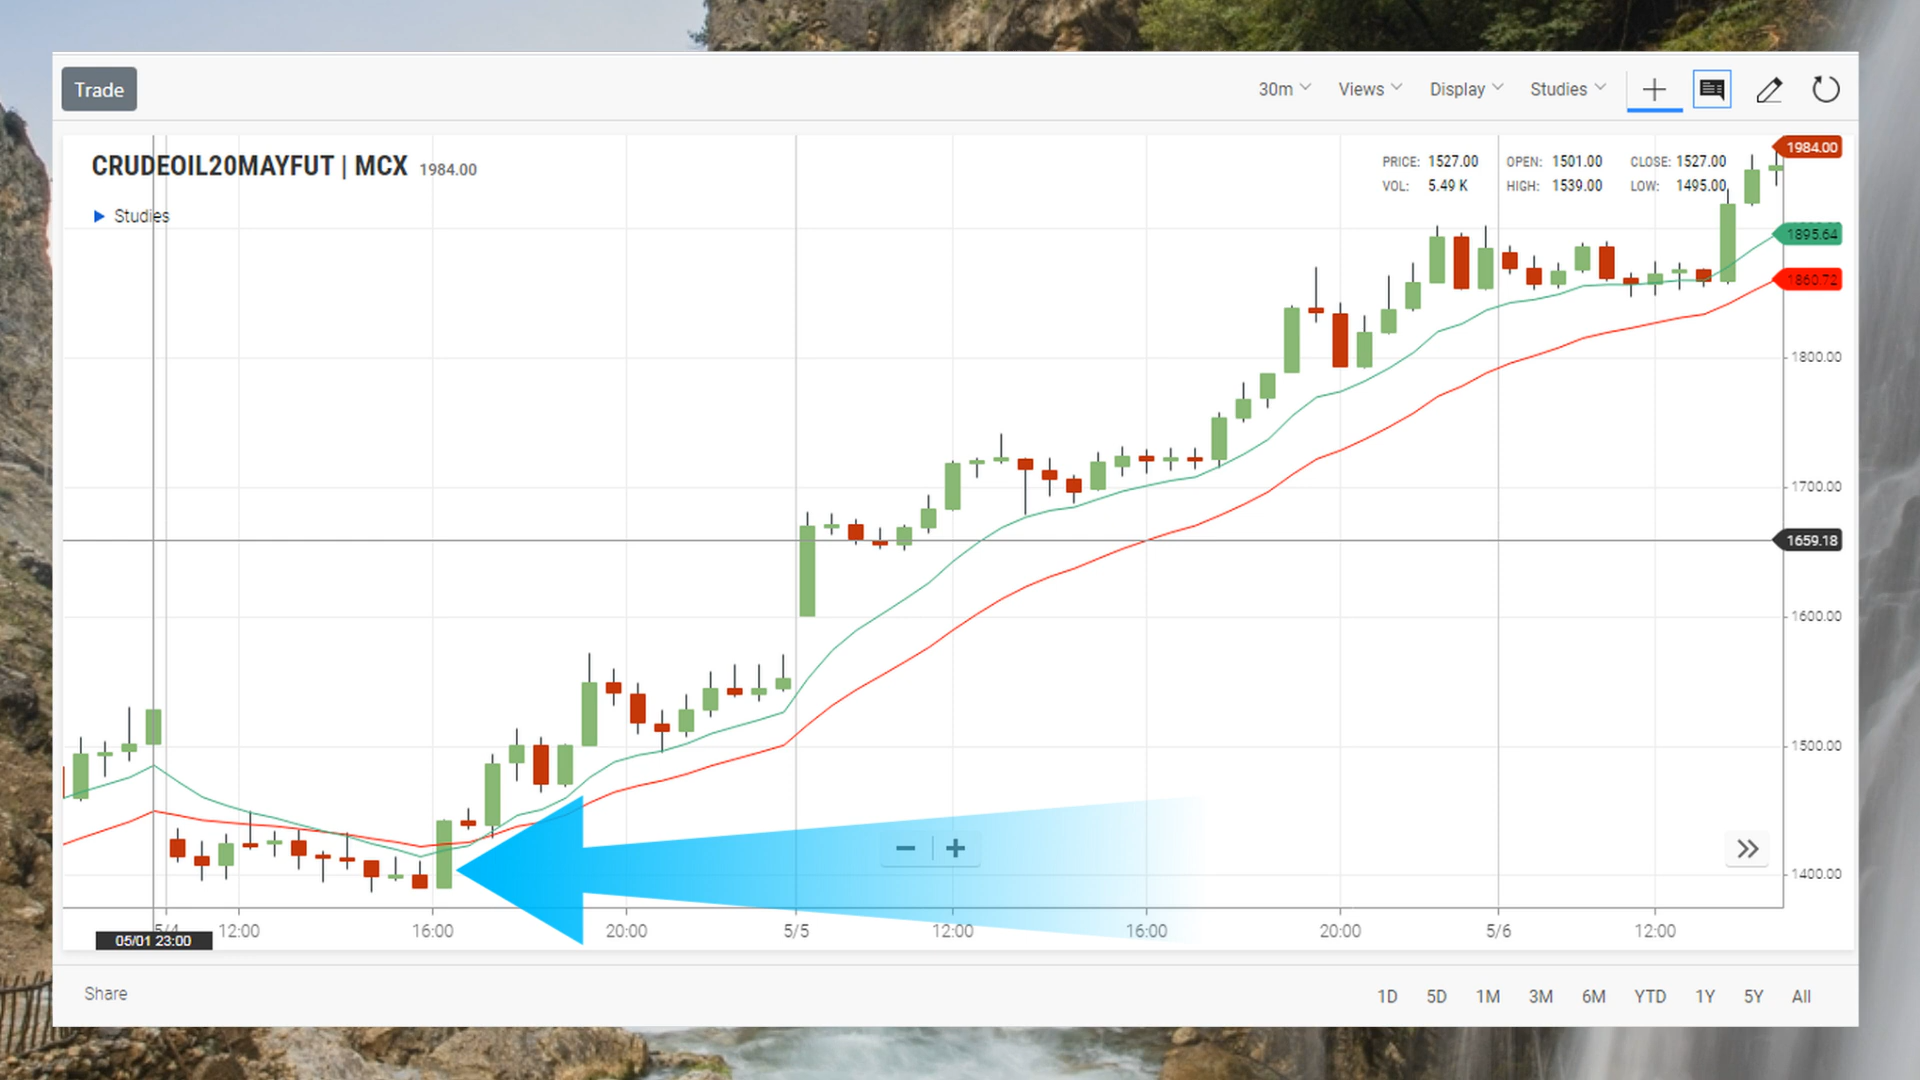 Trade
30m Views Display Studies
CRUDEOIL20MAYFUT | MCX 1984.00
PRICE: 1527.00 OPEN: 1501.00 CLOSE: 1527.00
VOL: 5.49 K HIGH: 1539.00 LOW: 1495.00
Studies
1984.00
1895.64
1860.72
1800.00
1700.00
1659.18
1600.00
1500.00
1400.00
5/4 12:00 16:00 20:00 5/5 12:00 16:00 20:00 5/6 12:00
05/01 23:00
Share
1D 5D 1M 3M 6M YTD 1Y 5Y All